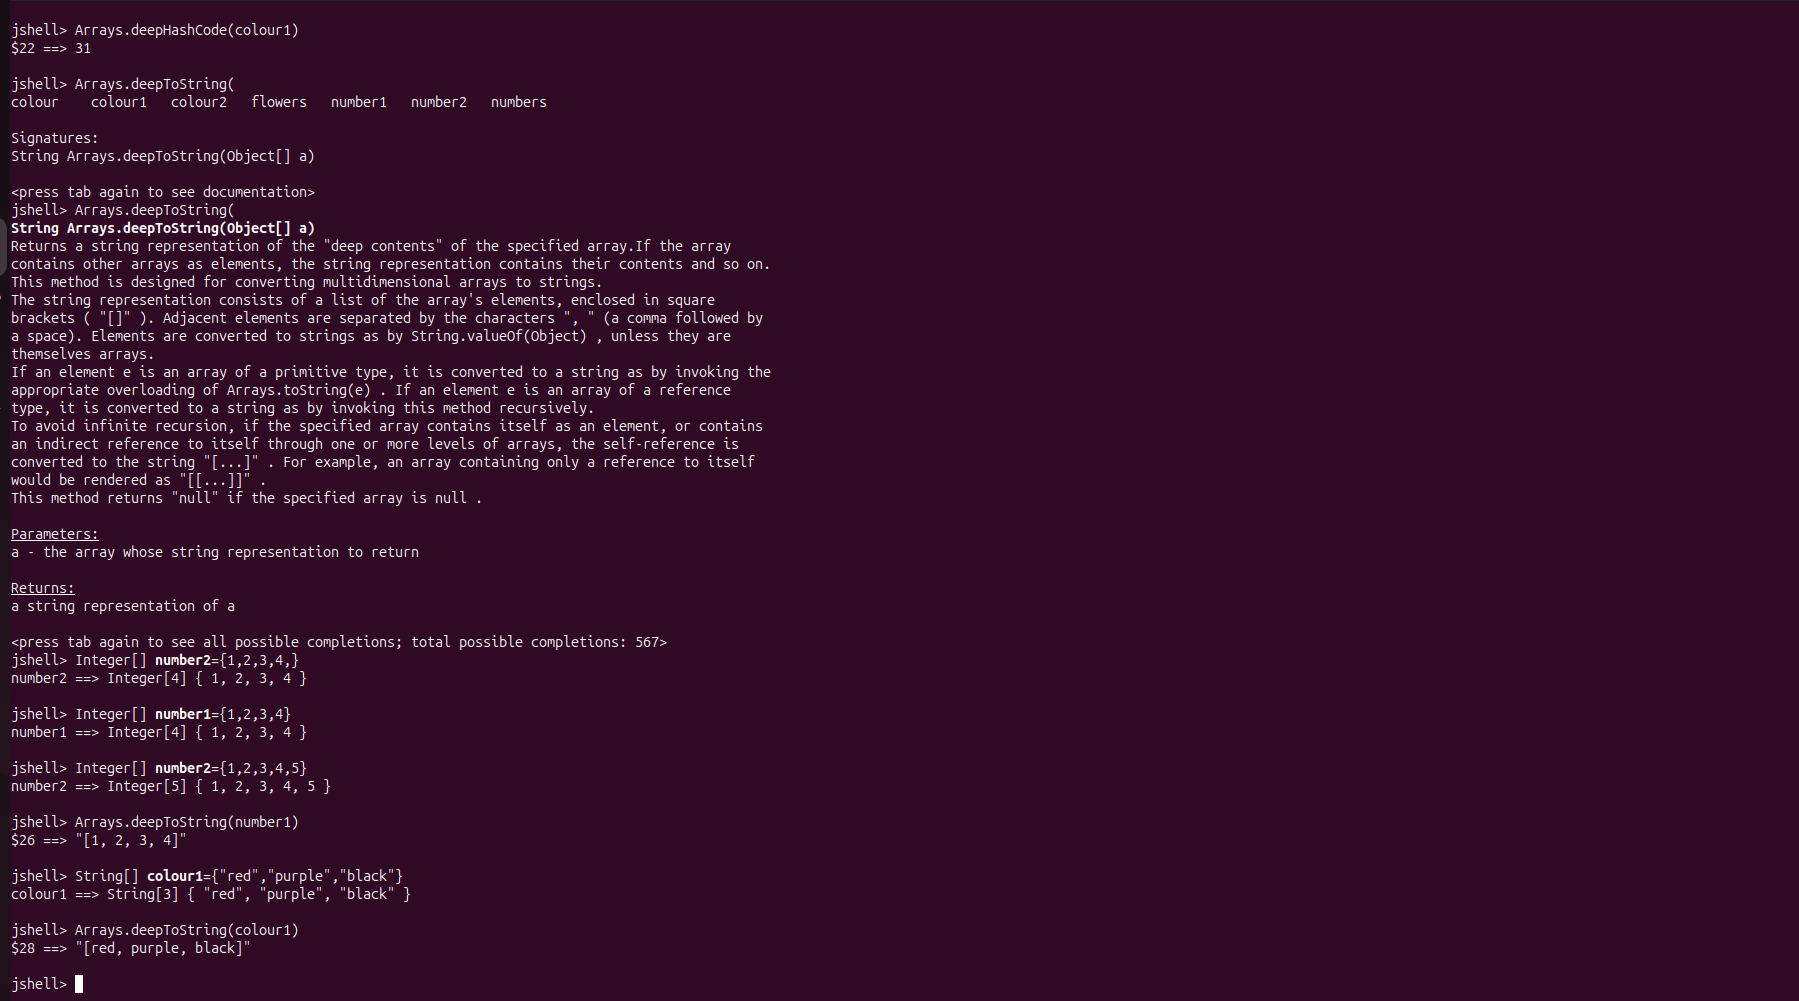 jshell> Arrays.deepHashCode(colour1)
$22 ==> 31
jshell> Arrays.deepToString(
colour    colour1   colour2   flowers   number1   number2   numbers
Signatures:
String Arrays.deepToString(Object[] a)
<press tab again to see documentation>
jshell> Arrays.deepToString(
String Arrays.deepToString(Object[] a)
Returns a string representation of the "deep contents" of the specified array.If the array
contains other arrays as elements, the string representation contains their contents and so on.
This method is designed for converting multidimensional arrays to strings.
The string representation consists of a list of the array's elements, enclosed in square
brackets ( "[]" ). Adjacent elements are separated by the characters ", " (a comma followed by
a space). Elements are converted to strings as by String.valueOf(Object) , unless they are
themselves arrays.
If an element e is an array of a primitive type, it is converted to a string as by invoking the
appropriate overloading of Arrays.toString(e) . If an element e is an array of a reference
type, it is converted to a string as by invoking this method recursively.
To avoid infinite recursion, if the specified array contains itself as an element, or contains
an indirect reference to itself through one or more levels of arrays, the self-reference is
converted to the string "[...]" . For example, an array containing only a reference to itself
would be rendered as "[[...]]" .
This method returns "null" if the specified array is null .
Parameters:
a - the array whose string representation to return
Returns:
a string representation of a
<press tab again to see all possible completions; total possible completions: 567>
jshell> Integer[] number2={1,2,3,4,}
number2 ==> Integer[4] { 1, 2, 3, 4 }
jshell> Integer[] number1={1,2,3,4}
number1 ==> Integer[4] { 1, 2, 3, 4 }
jshell> Integer[] number2={1,2,3,4,5}
number2 ==> Integer[5] { 1, 2, 3, 4, 5 }
jshell> Arrays.deepToString(number1)
$26 ==> "[1, 2, 3, 4]"
jshell> String[] colour1={"red","purple","black"}
colour1 ==> String[3] { "red", "purple", "black" }
jshell> Arrays.deepToString(colour1)
$28 ==> "[red, purple, black]"
jshell>